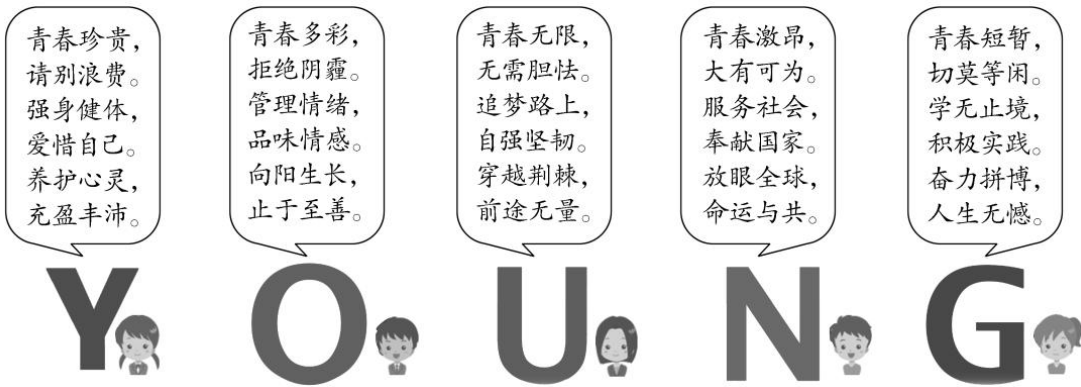 青春珍贵，
请别浪费。
强身健体，
爱惜自己。
养护心灵，
充盈丰沛。
青春多彩，
拒绝阴霾。
管理情绪，
品味情感。
向阳生长，
止于至善。
青春无限，
无需胆怯。
追梦路上，
自强坚韧。
穿越荆棘，
前途无量。
青春激昂，
大有可为。
服务社会，
奉献国家。
放眼全球，
命运与共。
青春短暂，
切莫等闲。
学无止境，
积极实践。
奋力拼博，
人生无憾。
YOUNG